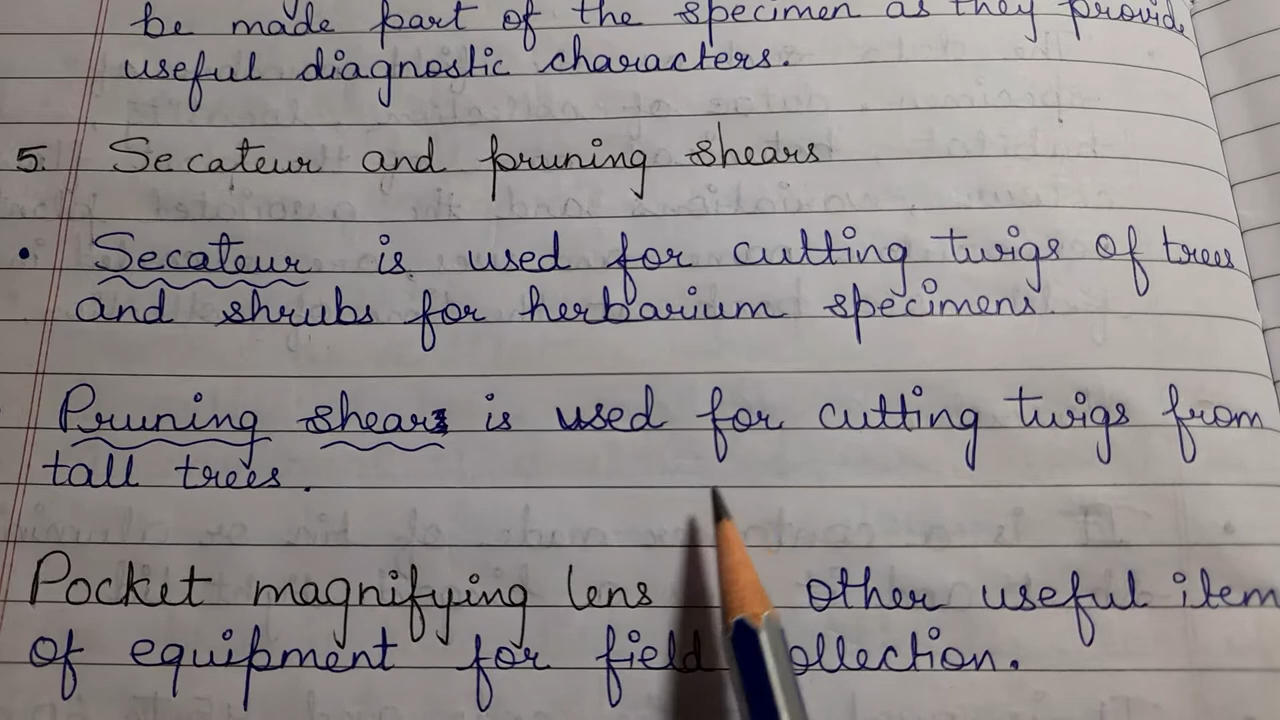 be made part of the specimen as they provide
useful diagnostic characters.
5. Secateur and pruning shears
• Secateur is used for cutting twigs of trees
and shrubs for herbarium specimens.
Pruning shears is used for cutting twigs from
tall trees.
Pocket magnifying lens other useful item
of equipment for field collection.